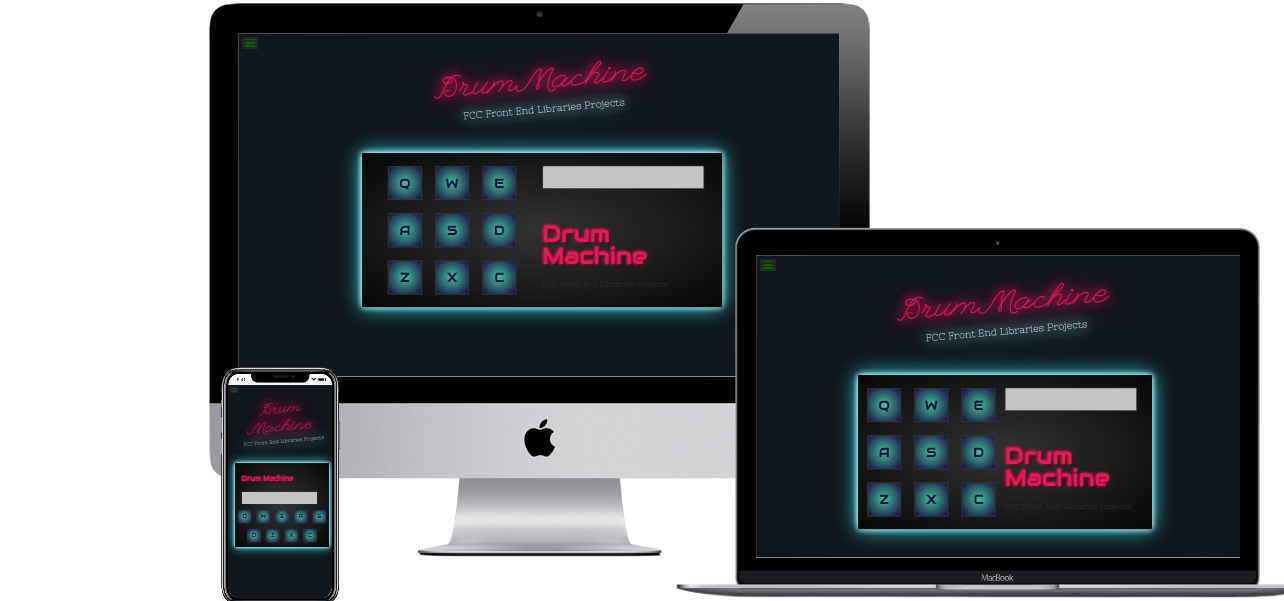 Drum Machine
FCC Front End Libraries Projects
Q W E
A S D
Z X C
Drum
Machine
FCC Front End Libraries Projects
Drum Machine
FCC Front End Libraries Projects
Q W E
A S D
Z X C
Drum
Machine
FCC Front End Libraries Projects
MacBook
9:41
Drum
Machine
FCC Front End Libraries Projects
Drum Machine
Q W E A S
D Z X C